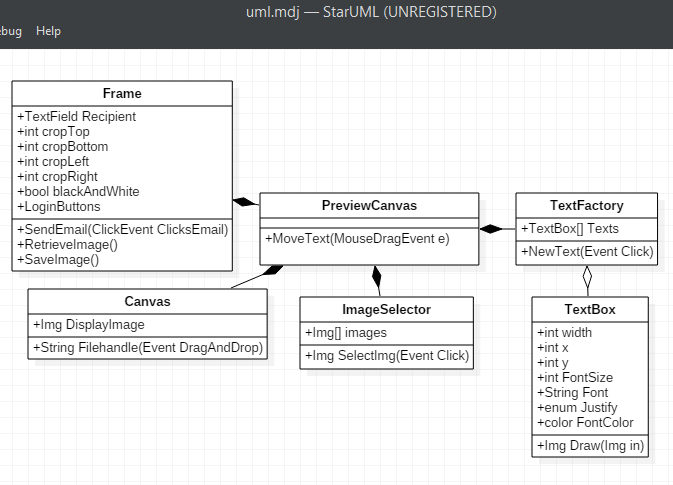 uml.mdj — StarUML (UNREGISTERED)
ebug Help
Frame
+TextField Recipient
+int cropTop
+int cropBottom
+int cropLeft
+int cropRight
+bool blackAndWhite
+LoginButtons
+SendEmail(ClickEvent ClicksEmail)
+RetrieveImage()
+SaveImage()
PreviewCanvas
+MoveText(MouseDragEvent e)
TextFactory
+TextBox[] Texts
+NewText(Event Click)
Canvas
+Img DisplayImage
+String Filehandle(Event DragAndDrop)
ImageSelector
+Img[] images
+Img SelectImg(Event Click)
TextBox
+int width
+int x
+int y
+int FontSize
+String Font
+enum Justify
+color FontColor
+Img Draw(Img in)